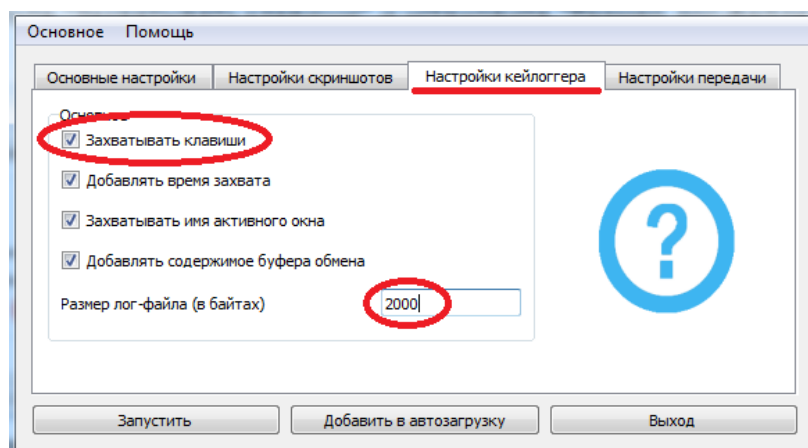 Основное Помощь
Основные настройки Настройки скриншотов Настройки кейлоггера Настройки передачи
Основное
Захватывать клавиши
Добавлять время захвата
Захватывать имя активного окна
Добавлять содержимое буфера обмена
Размер лог-файла (в байтах) 2000
Запустить Добавить в автозагрузку Выход